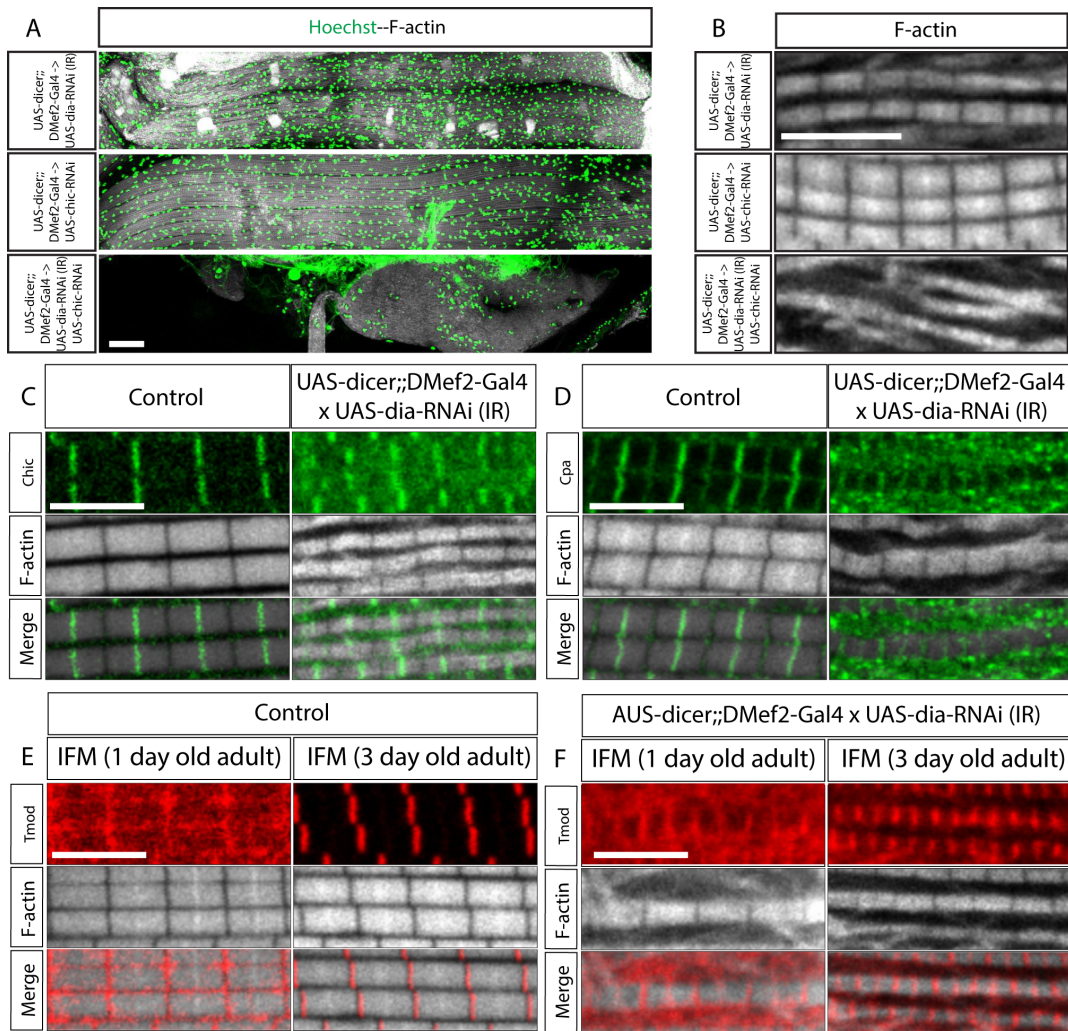 A
Hoechst--F-actin
UAS-dicer;;
DMef2-Gal4 ->
UAS-dia-RNAi (IR)
UAS-dicer;;
DMef2-Gal4 ->
UAS-chic-RNAi
UAS-dicer;;
DMef2-Gal4 ->
UAS-dia-RNAi (IR)
UAS-chic-RNAi
B
F-actin
UAS-dicer;;
DMef2-Gal4 ->
UAS-dia-RNAi (IR)
UAS-dicer;;
DMef2-Gal4 ->
UAS-chic-RNAi
UAS-dicer;;
DMef2-Gal4 ->
UAS-dia-RNAi (IR)
UAS-chic-RNAi
C
Control
UAS-dicer;;DMef2-Gal4
x UAS-dia-RNAi (IR)
Chic
F-actin
Merge
D
Control
UAS-dicer;;DMef2-Gal4
x UAS-dia-RNAi (IR)
Cpa
F-actin
Merge
Control
E
IFM (1 day old adult)
IFM (3 day old adult)
Tmod
F-actin
Merge
AUS-dicer;;DMef2-Gal4 x UAS-dia-RNAi (IR)
F
IFM (1 day old adult)
IFM (3 day old adult)
Tmod
F-actin
Merge